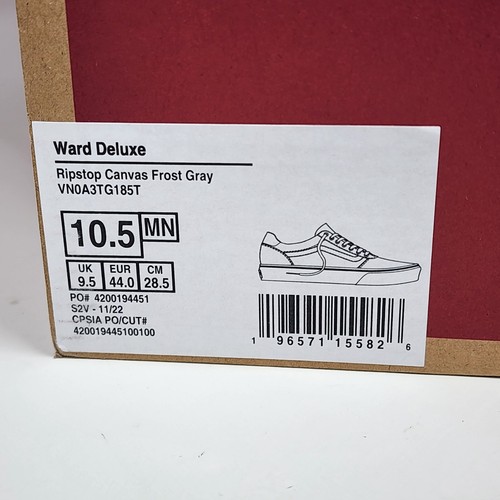 Ward Deluxe
Ripstop Canvas Frost Gray
VN0A3TG185T
10.5 MN
UK EUR CM
9.5 44.0 28.5
PO# 4200194451
S2V - 11/22
CPSIA PO/CUT#
420019445100100
1 96571 15582 6